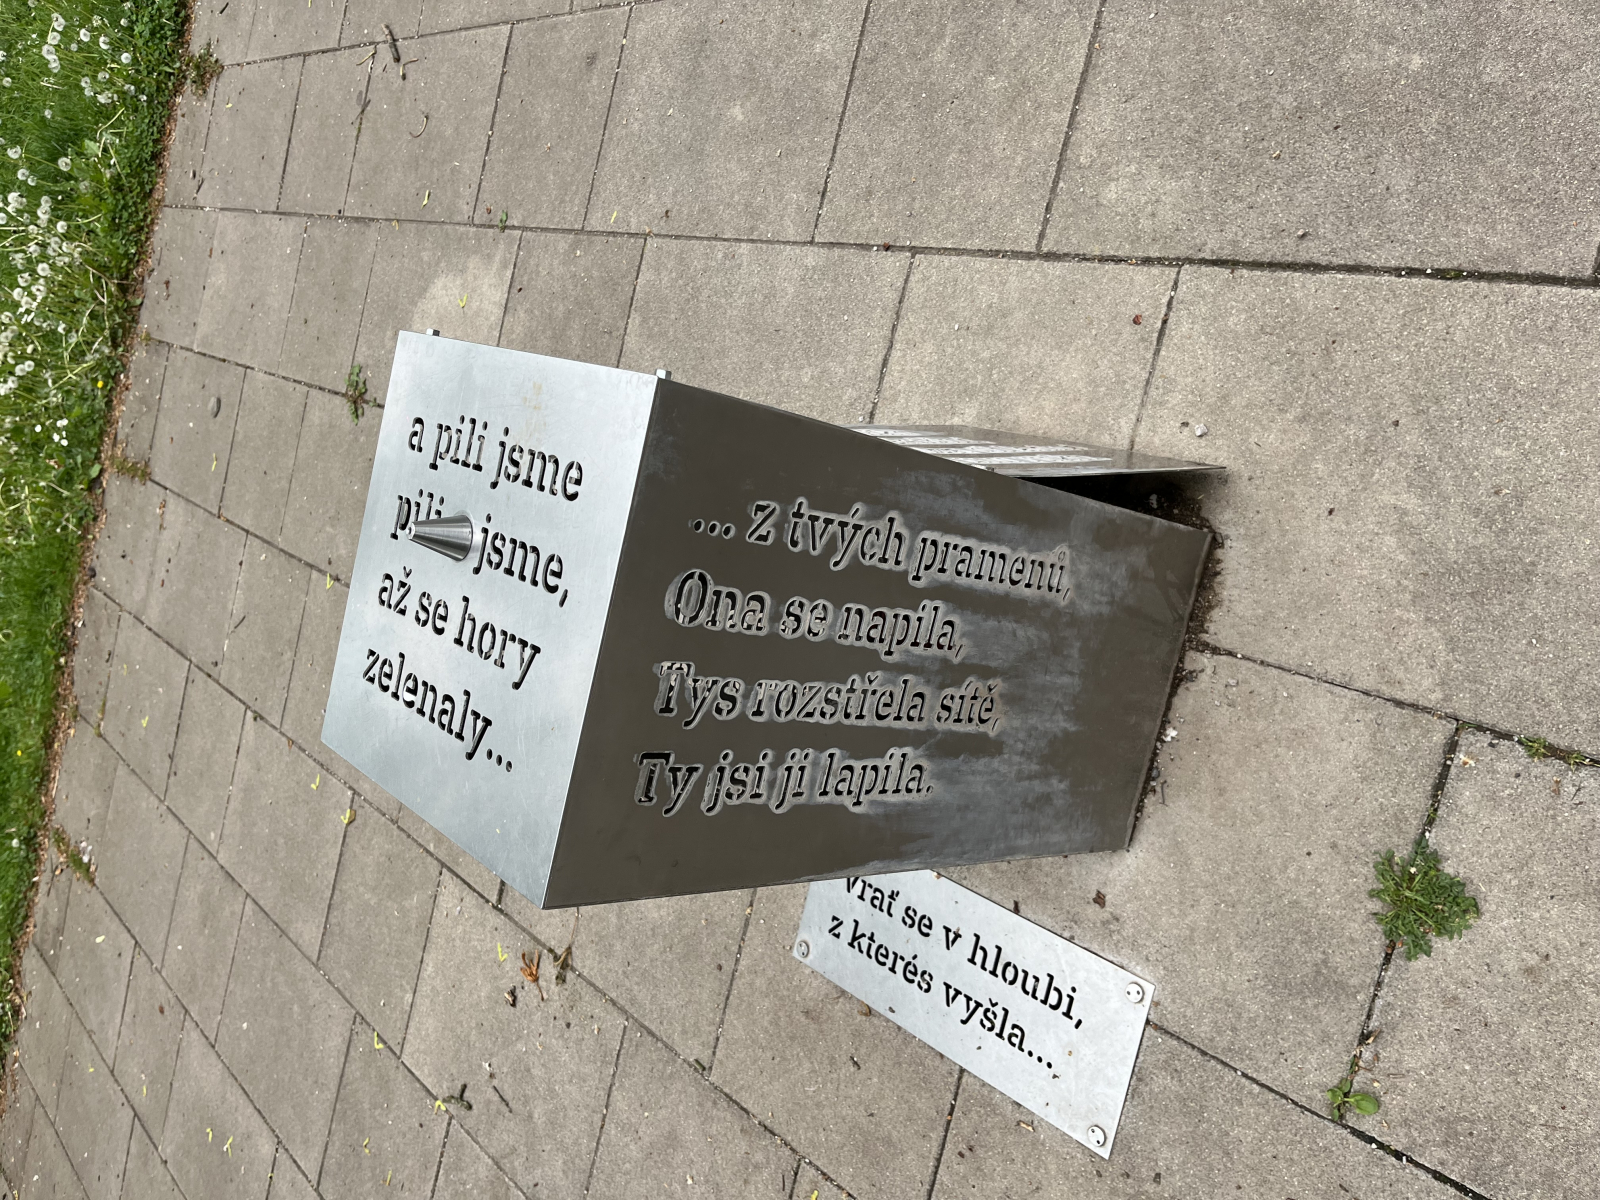 a pili jsme
pili jsme,
až se hory
zelenaly...
... z tvých pramenů,
Ona se napila,
Tys rozstřela sítě,
Ty jsi ji lapila.
vrať se v hloubi,
z kterés vyšla...